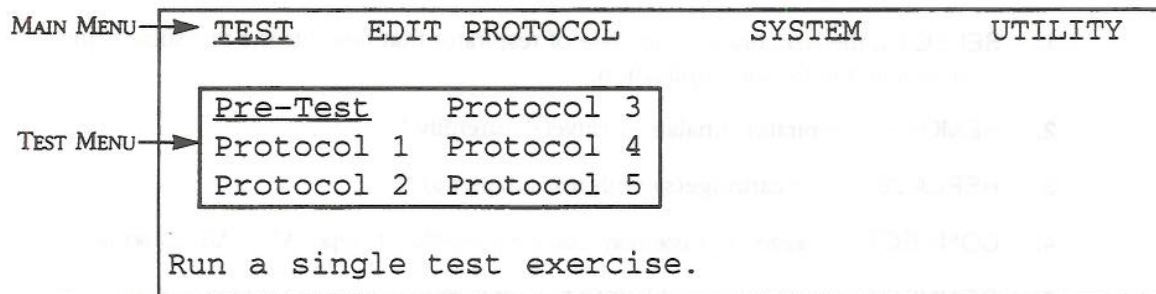 MAIN MENU TEST EDIT PROTOCOL SYSTEM UTILITY
Pre-Test Protocol 3
TEST MENU Protocol 1 Protocol 4
Protocol 2 Protocol 5
Run a single test exercise.